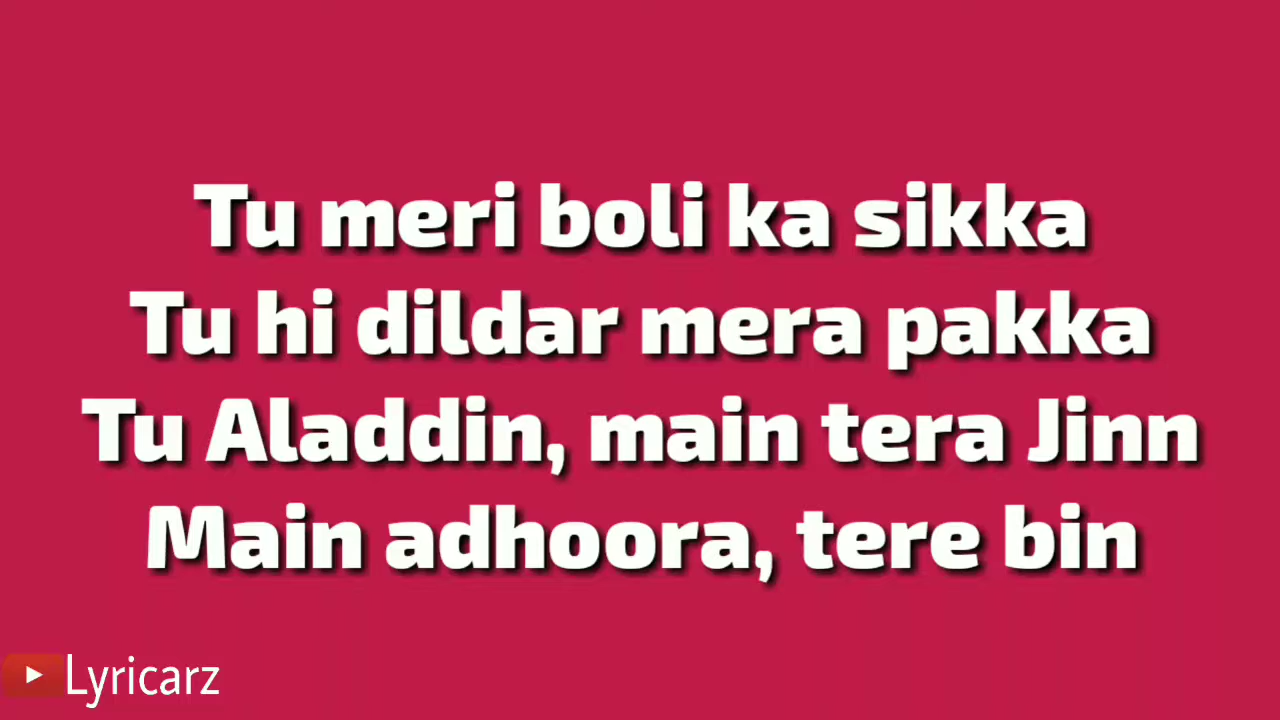 Tu meri boli ka sikka
Tu hi dildar mera pakka
Tu Aladdin, main tera Jinn
Main adhoora, tere bin
Lyricarz